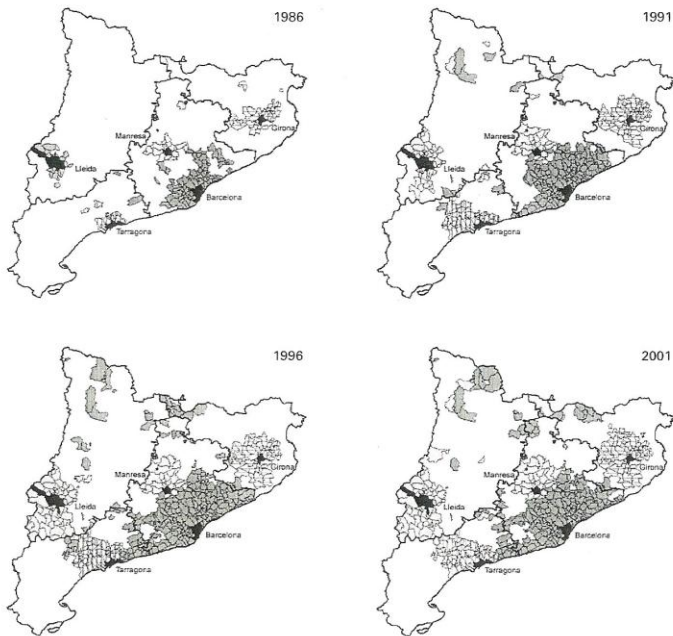 1986
Manresa
Girona
Lleida
Barcelona
Tarragona
1991
Manresa
Girona
Lleida
Barcelona
Tarragona
1996
Manresa
Girona
Lleida
Barcelona
Tarragona
2001
Manresa
Girona
Lleida
Barcelona
Tarragona